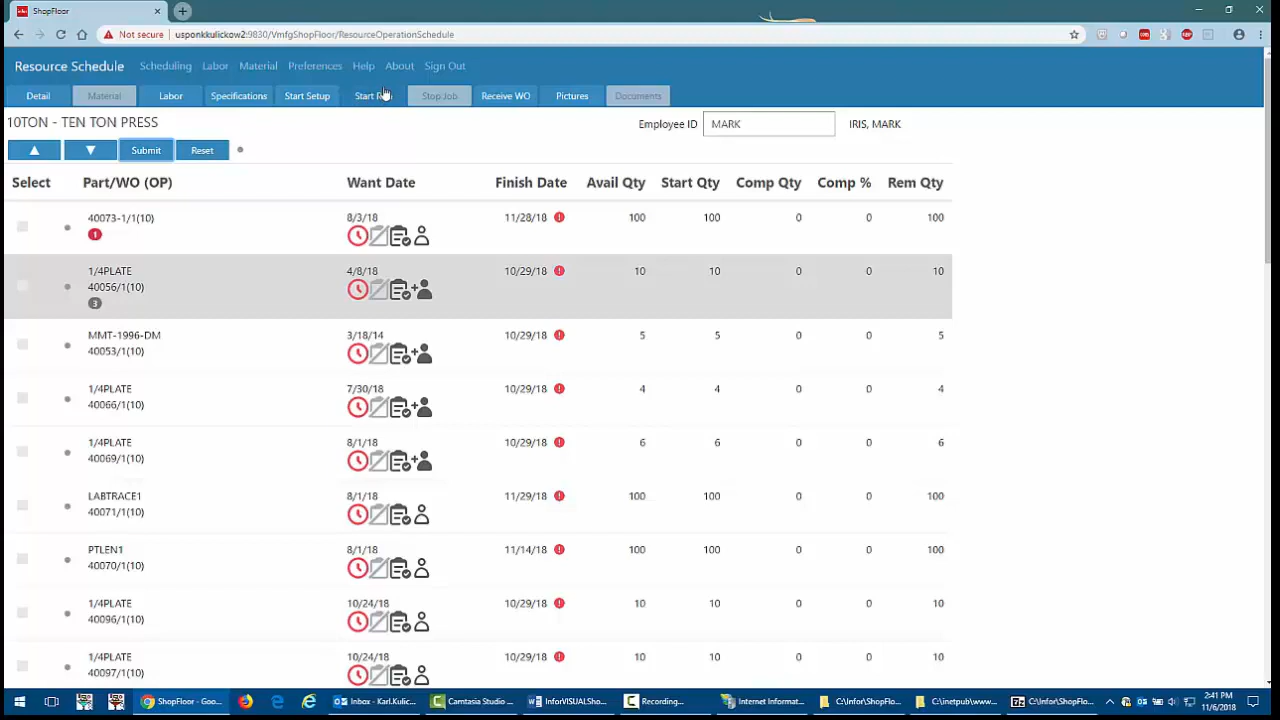 ShopFloor
Not secure | usponkkulickow2:9830/VmfgShopFloor/ResourceOperationSchedule
Resource Schedule Scheduling Labor Material Preferences Help About Sign Out
Detail Material Labor Specifications Start Setup Start Stop Job Receive WO Pictures Documents
10TON - TEN TON PRESS Employee ID MARK IRIS, MARK
Submit Reset
Select Part/WO (OP) Want Date Finish Date Avail Qty Start Qty Comp Qty Comp % Rem Qty
40073-1/1(10) 8/3/18 11/28/18 100 100 0 0 100
1
1/4PLATE 4/8/18 10/29/18 10 10 0 0 10
40056/1(10)
3
MMT-1996-DM 3/18/14 10/29/18 5 5 0 0 5
40053/1(10)
1/4PLATE 7/30/18 10/29/18 4 4 0 0 4
40066/1(10)
1/4PLATE 8/1/18 10/29/18 6 6 0 0 6
40069/1(10)
LABTRACE1 8/1/18 11/29/18 100 100 0 0 100
40071/1(10)
PTLEN1 8/1/18 11/14/18 100 100 0 0 100
40070/1(10)
1/4PLATE 10/24/18 10/29/18 10 10 0 0 10
40096/1(10)
1/4PLATE 10/24/18 10/29/18 10 10 0 0 10
40097/1(10)
ShopFloor - Goo... Inbox - Karl.Kulic... Camtasia Studio InforVISUALSho... Recording... Internet Informat... C:\Infor\ShopFlo... C:\inetpub\www... C:\Infor\ShopFlo... 2:41 PM
11/6/2018